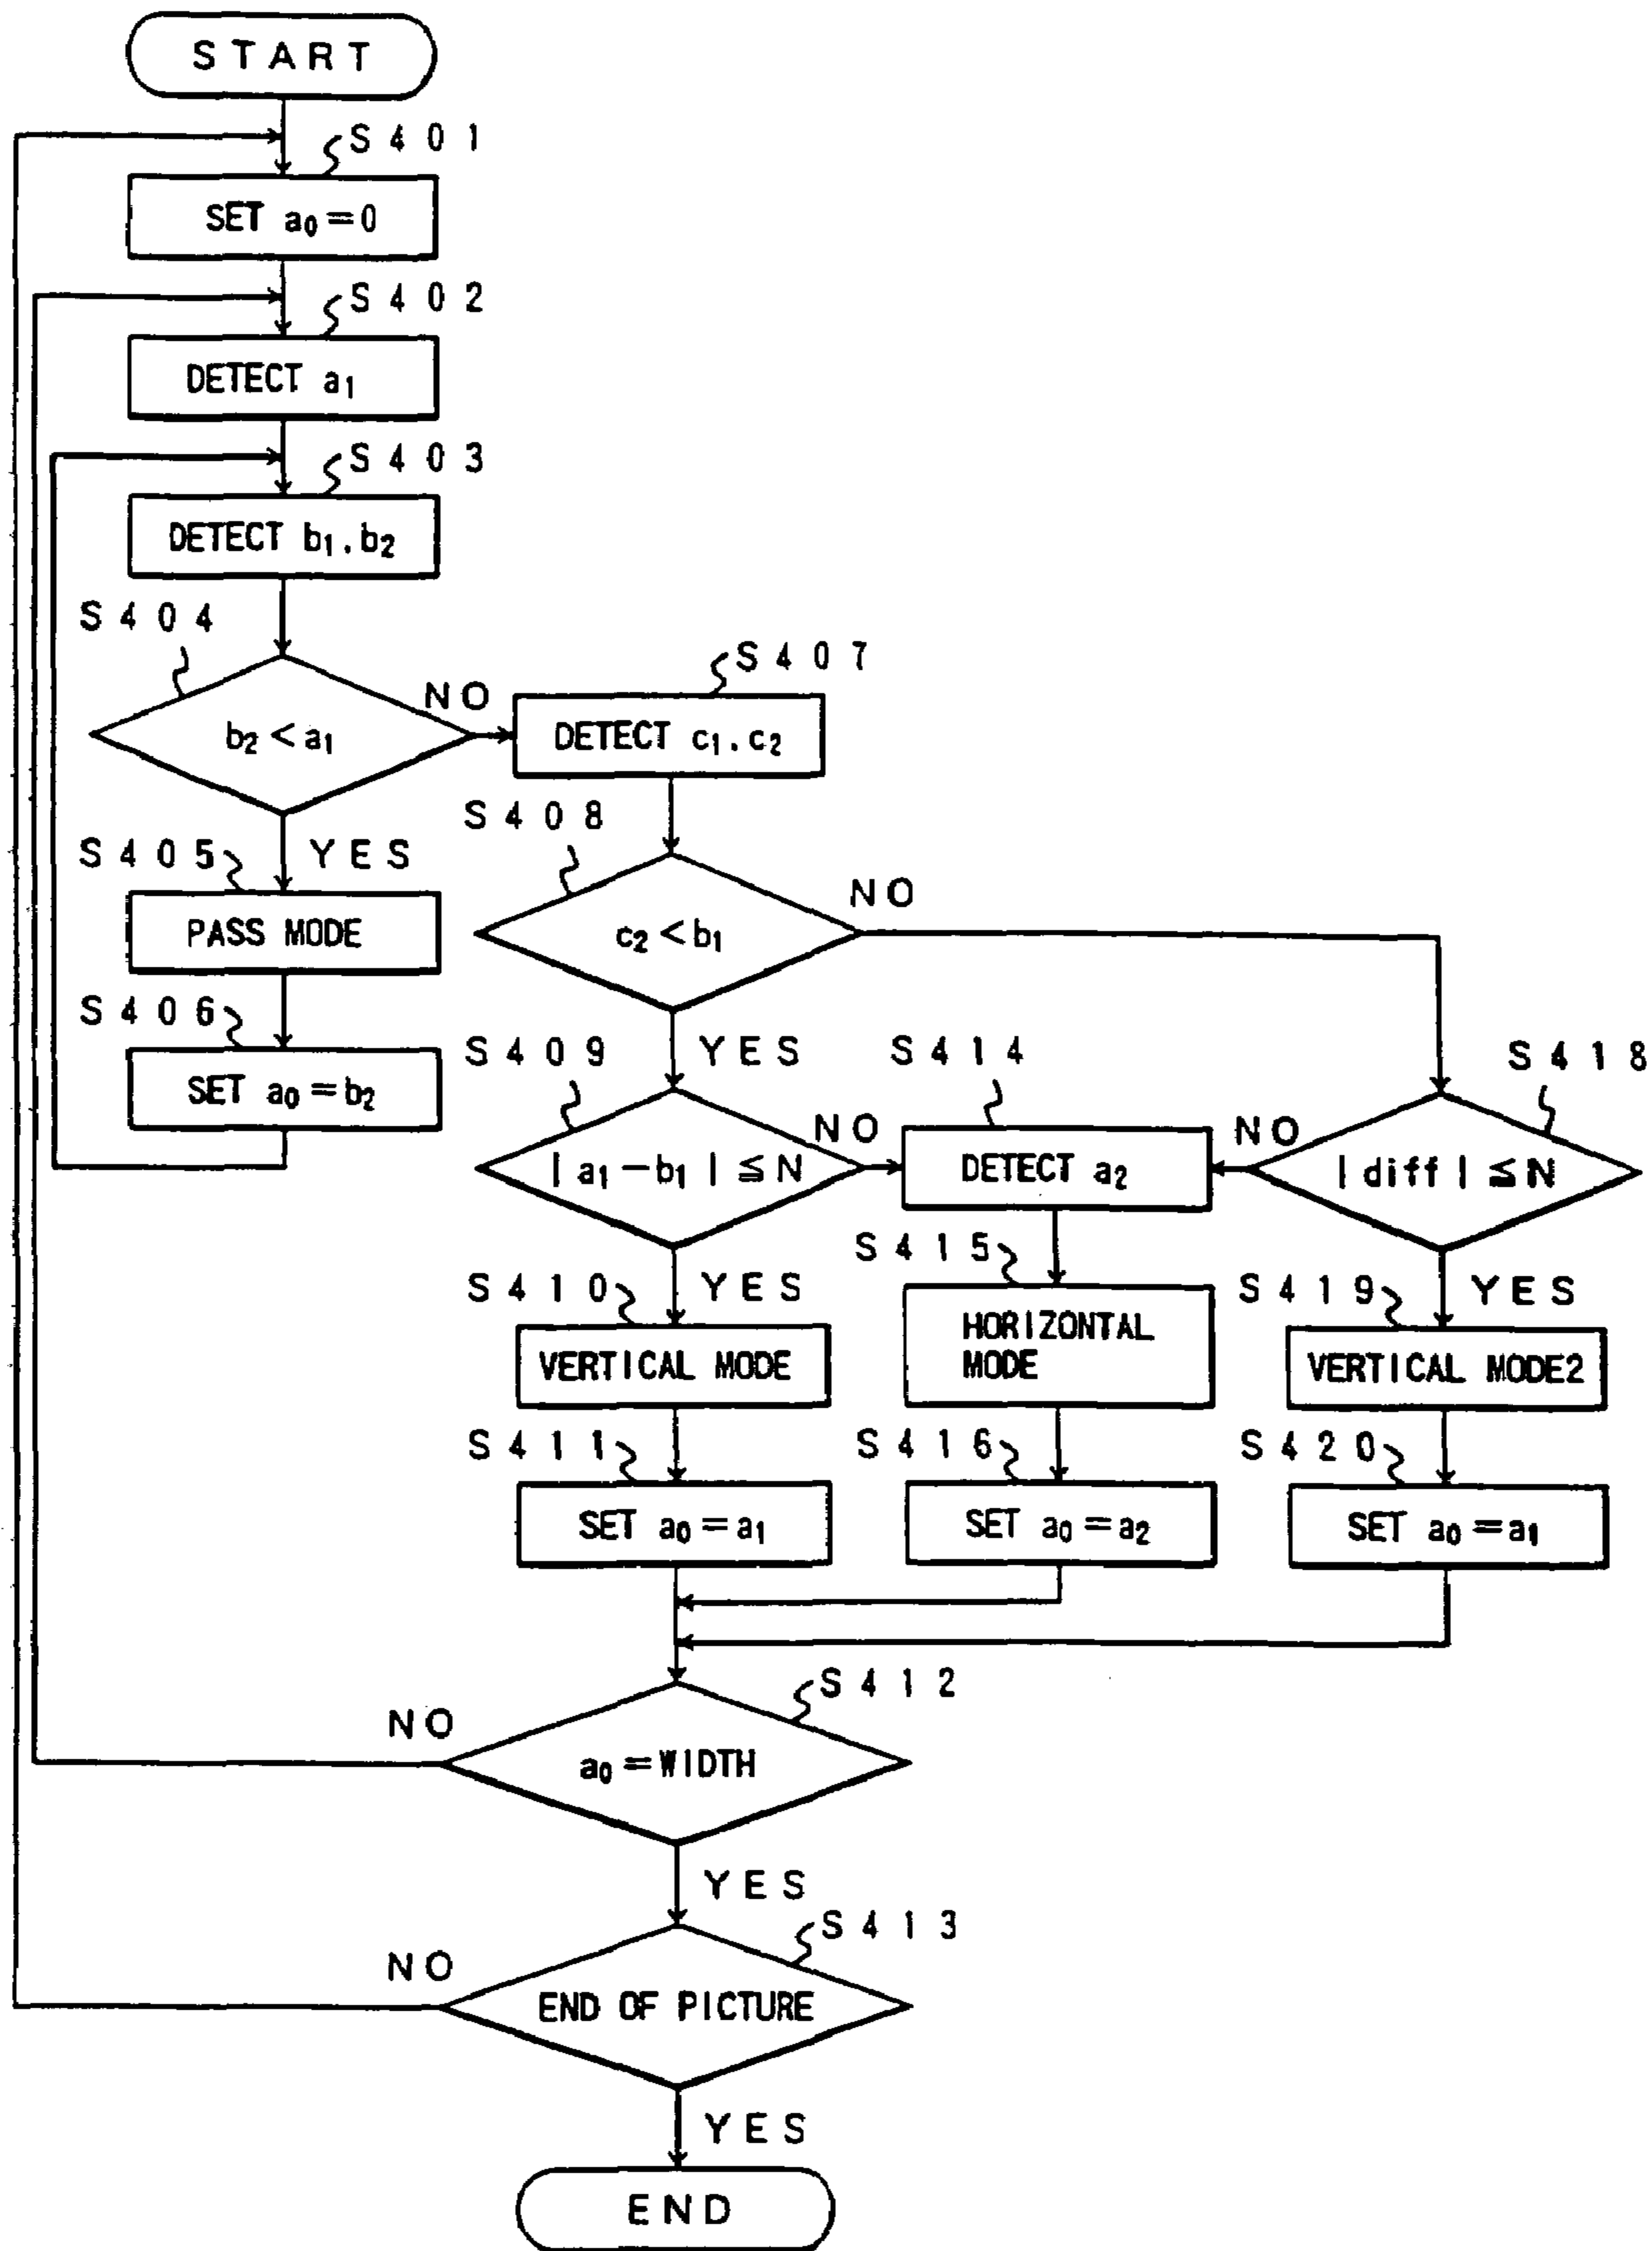 START
S401
SET a₀=0
S402
DETECT a₁
S403
DETECT b₁, b₂
S404
b₂<a₁
NO
S407
DETECT c₁, c₂
YES
S405
PASS MODE
S406
SET a₀=b₂
S408
c₂<b₁
NO
YES
S409
|a₁-b₁|≦N
NO
S414
DETECT a₂
NO
S418
|diff|≦N
YES
S410
VERTICAL MODE
S415
HORIZONTAL
MODE
YES
S419
VERTICAL MODE2
S411
SET a₀=a₁
S416
SET a₀=a₂
S420
SET a₀=a₁
S412
NO
a₀=WIDTH
YES
S413
NO
END OF PICTURE
YES
END